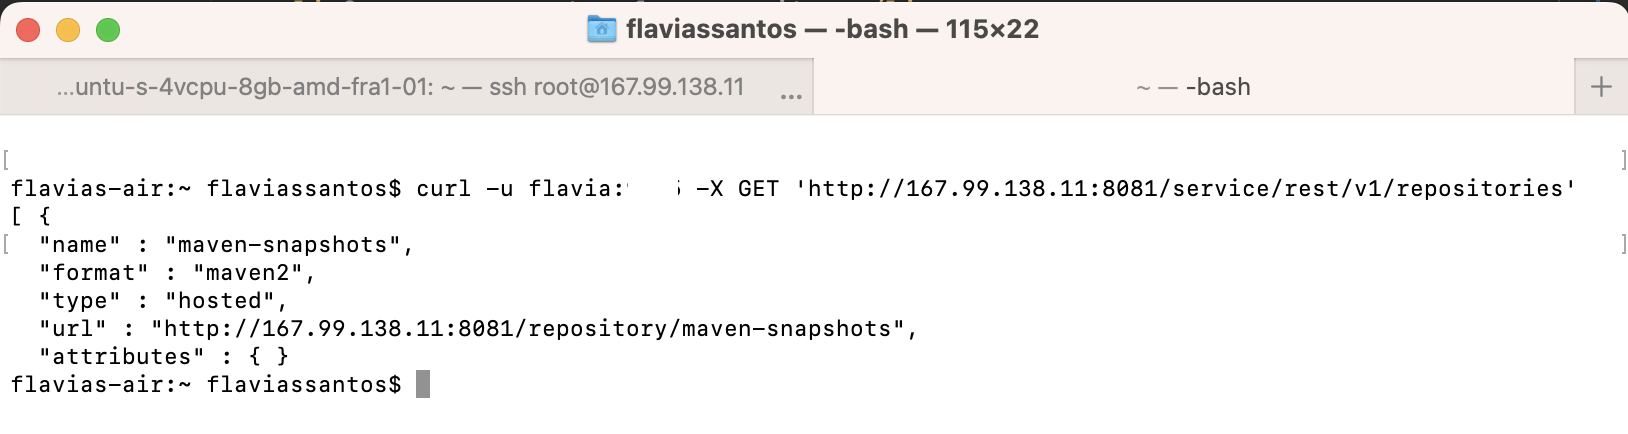 flaviassantos — -bash — 115×22
...untu-s-4vcpu-8gb-amd-fra1-01: ~ — ssh root@167.99.138.11 ...
~ — -bash
+
[ ]
flavias-air:~ flaviassantos$ curl -u flavia: -X GET 'http://167.99.138.11:8081/service/rest/v1/repositories'
[ {
[ "name" : "maven-snapshots", ]
"format" : "maven2",
"type" : "hosted",
"url" : "http://167.99.138.11:8081/repository/maven-snapshots",
"attributes" : { }
flavias-air:~ flaviassantos$